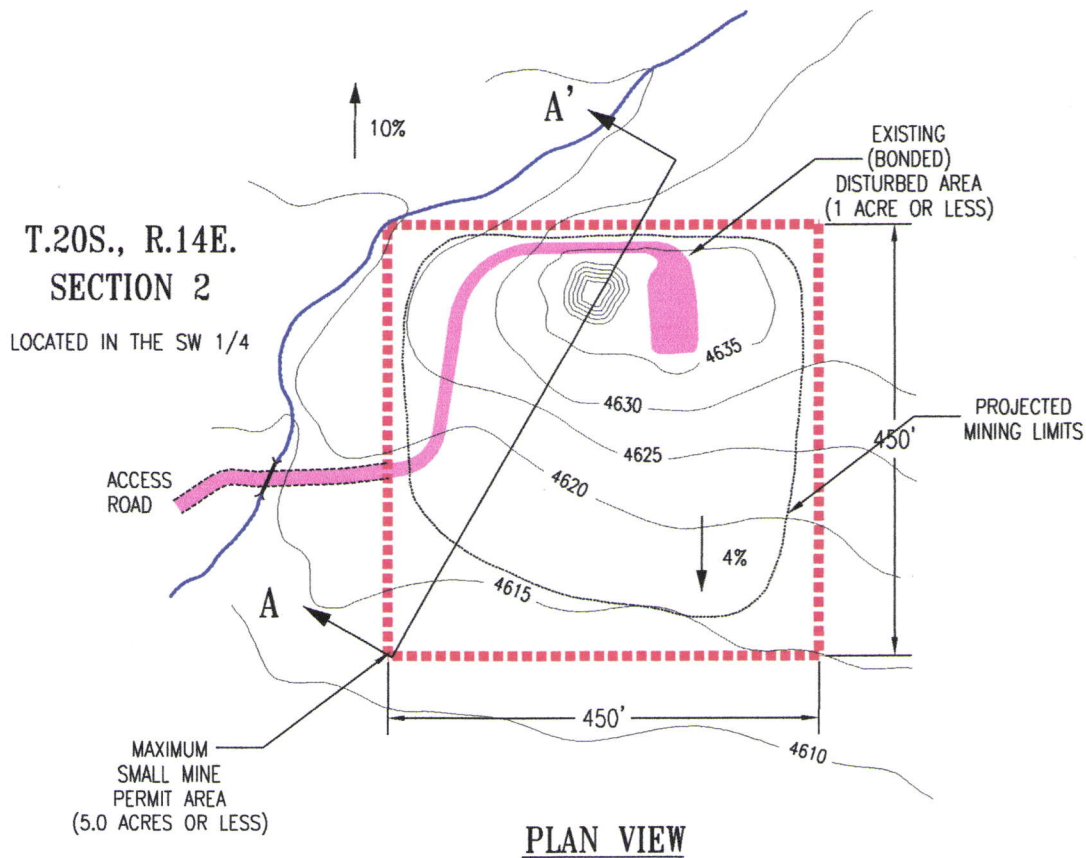 A'
10%
EXISTING
(BONDED)
DISTURBED AREA
(1 ACRE OR LESS)
T.20S., R.14E.
SECTION 2
LOCATED IN THE SW 1/4
4635
4630
PROJECTED
MINING LIMITS
450'
4625
ACCESS
ROAD
4620
4%
4615
A
450'
4610
MAXIMUM
SMALL MINE
PERMIT AREA
(5.0 ACRES OR LESS)
PLAN VIEW